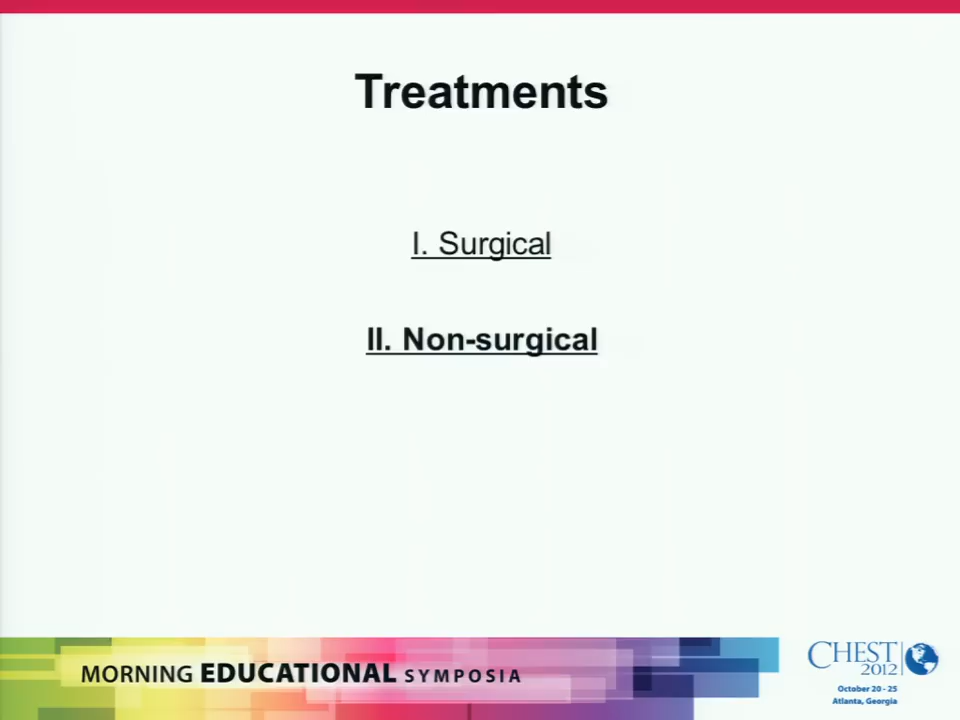 Treatments
I. Surgical
II. Non-surgical
MORNING EDUCATIONAL SYMPOSIA
CHEST
2012
October 20 - 25
Atlanta, Georgia